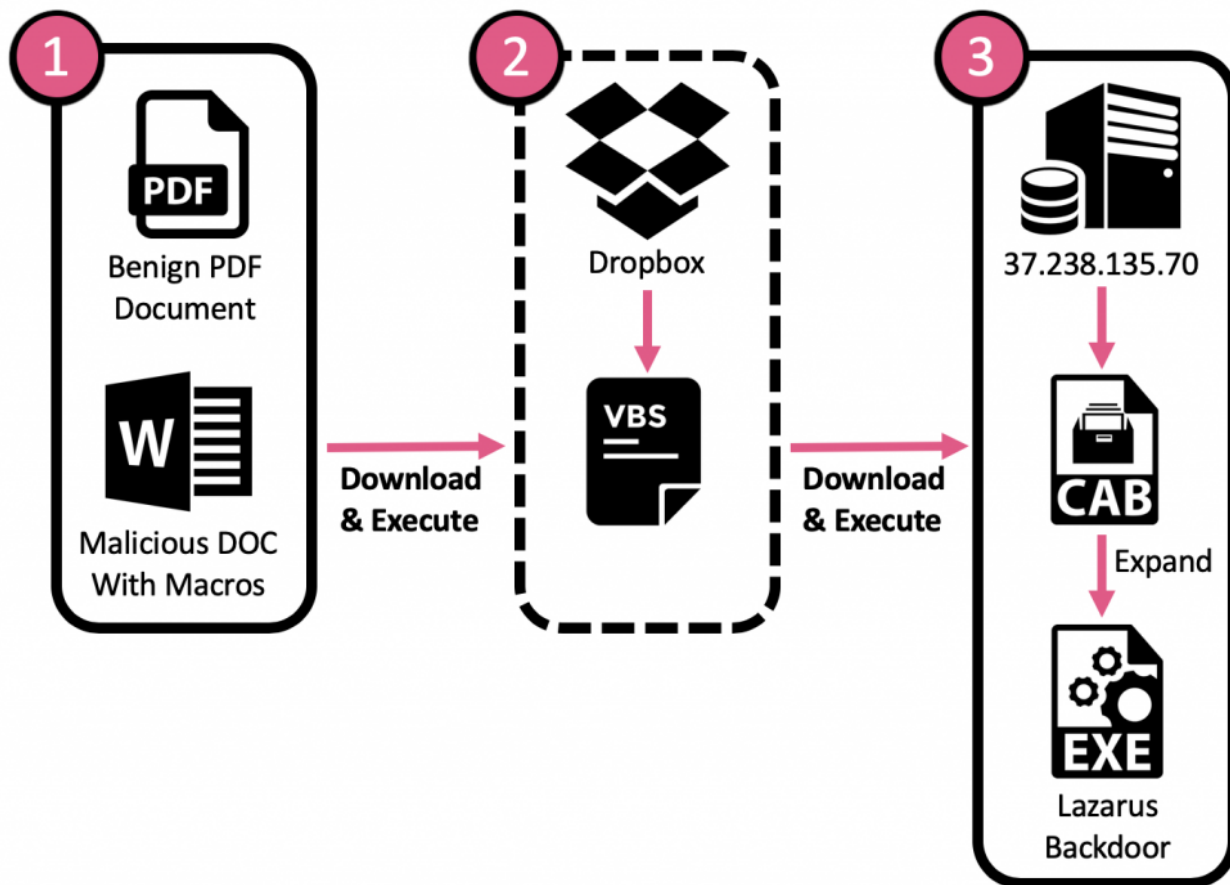 1
PDF
Benign PDF
Document
W
Malicious DOC
With Macros
Download
& Execute
2
Dropbox
VBS
Download
& Execute
3
37.238.135.70
CAB
Expand
EXE
Lazarus
Backdoor